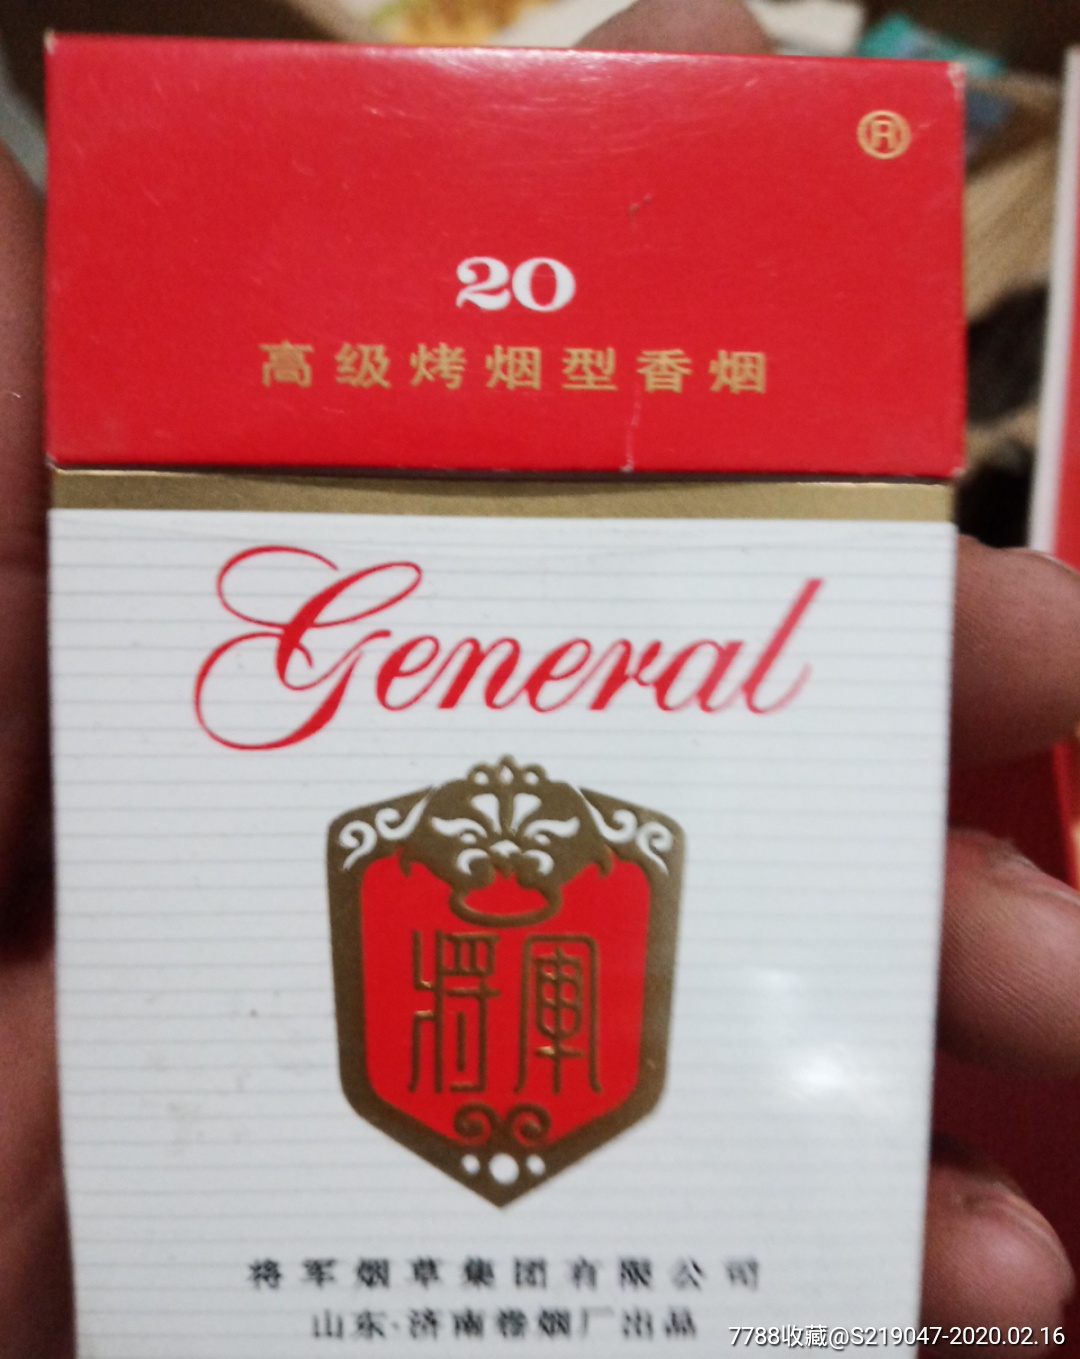 ®
20
高级烤烟型香烟
General
将軍
将军烟草集团有限公司
山东·济南卷烟厂出品
7788收藏@S219047-2020.02.16